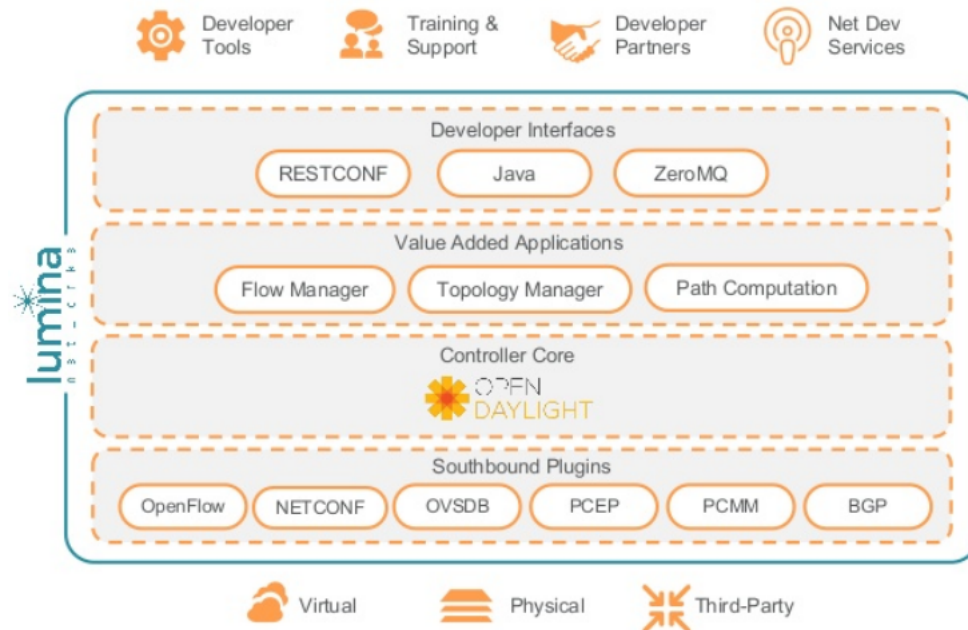 Developer Tools
Training & Support
Developer Partners
Net Dev Services
lumina
networks
Developer Interfaces
RESTCONF
Java
ZeroMQ
Value Added Applications
Flow Manager
Topology Manager
Path Computation
Controller Core
OPEN
DAYLIGHT
Southbound Plugins
OpenFlow
NETCONF
OVSDB
PCEP
PCMM
BGP
Virtual
Physical
Third-Party